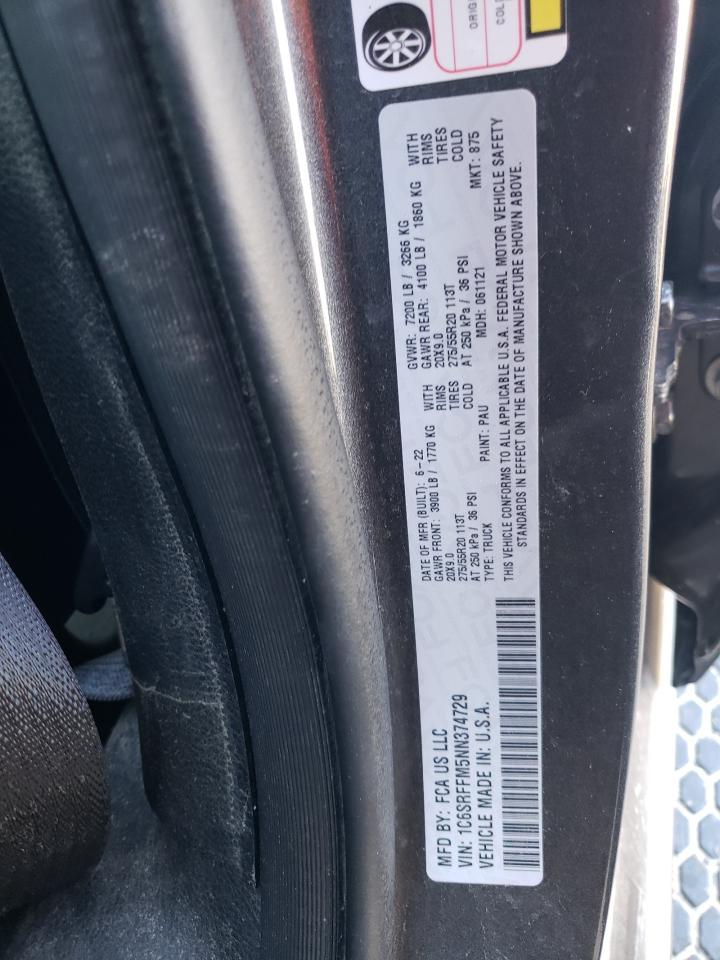 ORIGI
COL
MFD BY: FCA US LLC
VIN: 1C6SRFFM5NN374729
VEHICLE MADE IN: U.S.A.
DATE OF MFR (BUILT): 6-22 GVWR: 7200 LB / 3266 KG
GAWR FRONT: 3900 LB / 1770 KG WITH GAWR REAR: 4100 LB / 1860 KG WITH
20X9.0 RIMS 20X9.0 RIMS
275/55R20 113T TIRES 275/55R20 113T TIRES
AT 250 kPa / 36 PSI COLD AT 250 kPa / 36 PSI COLD
TYPE: TRUCK PAINT: PAU MDH: 061121 MKT: 875
THIS VEHICLE CONFORMS TO ALL APPLICABLE U.S.A. FEDERAL MOTOR VEHICLE SAFETY
STANDARDS IN EFFECT ON THE DATE OF MANUFACTURE SHOWN ABOVE.